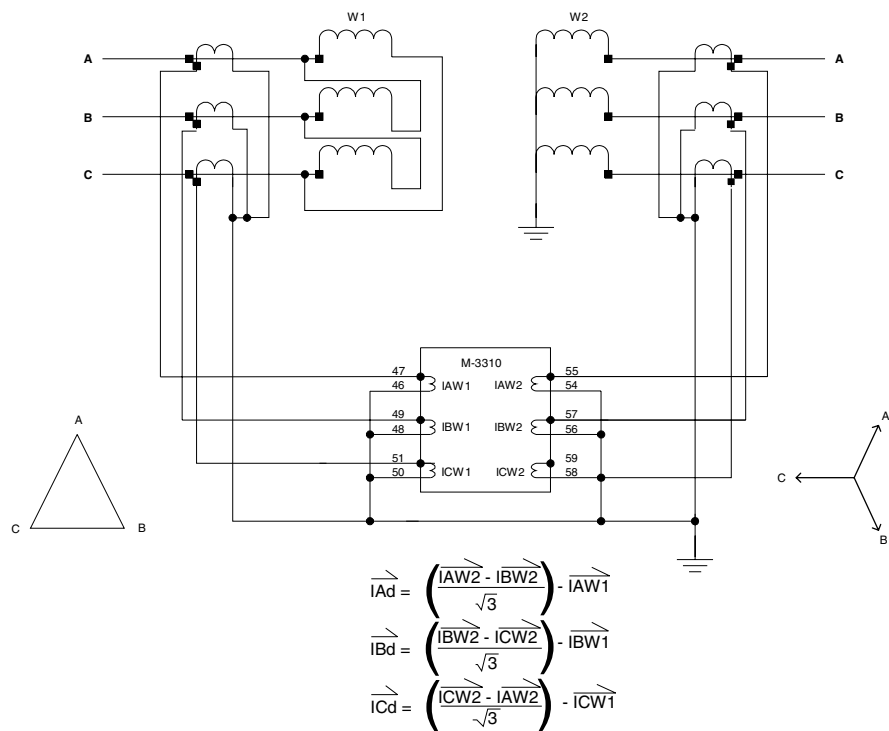 W1 W2
A A
B B
C C
M-3310
47 55
46 IAW1 IAW2 54
49 57
48 IBW1 IBW2 56
51 59
50 ICW1 ICW2 58
A
C B
A
C
B
IAd = ( IAW2 - IBW2 / √3 ) - IAW1
IBd = ( IBW2 - ICW2 / √3 ) - IBW1
ICd = ( ICW2 - IAW2 / √3 ) - ICW1